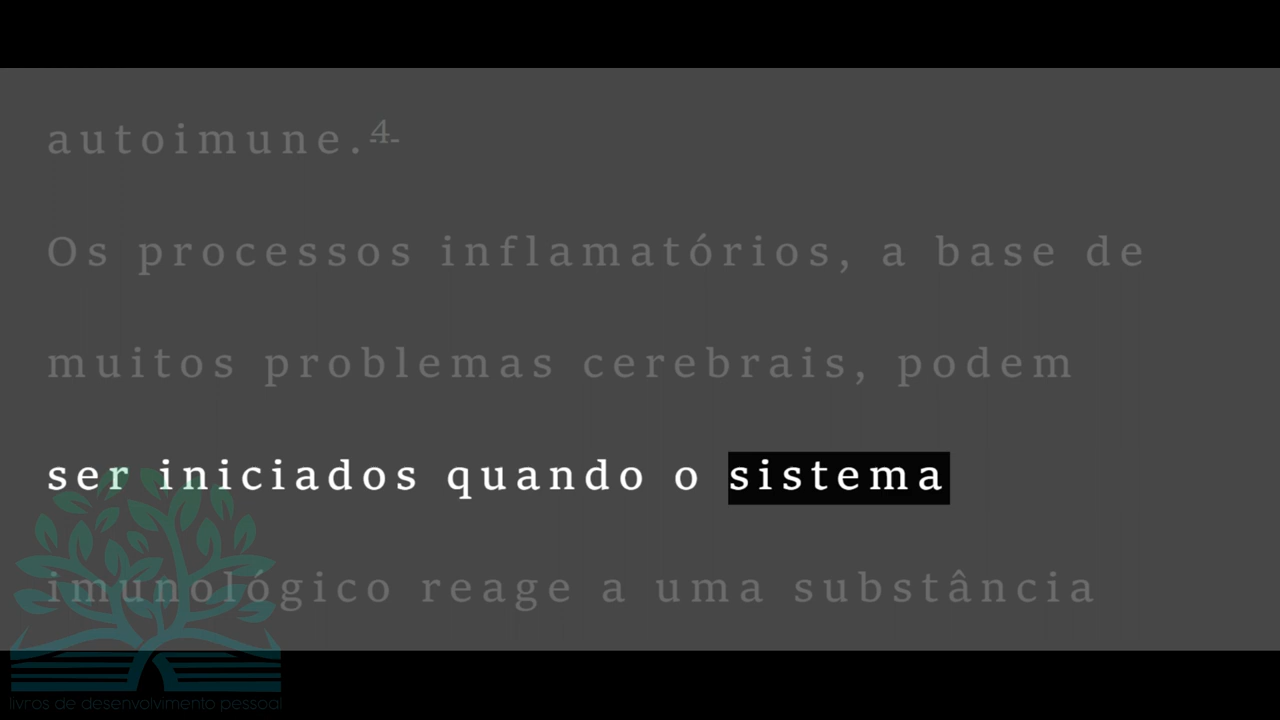 autoimune.4
Os processos inflamatórios, a base de
muitos problemas cerebrais, podem
ser iniciados quando o sistema
imunológico reage a uma substância
livros de desenvolvimento pessoal